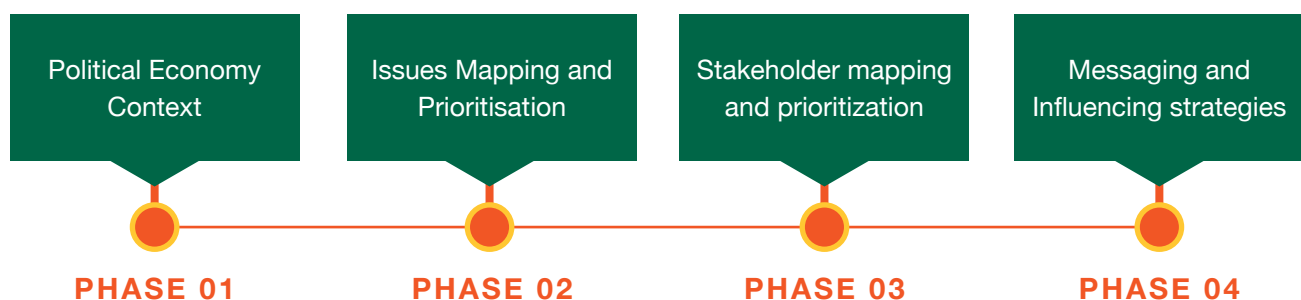 Political Economy
Context
Issues Mapping and
Prioritisation
Stakeholder mapping
and prioritization
Messaging and
Influencing strategies
PHASE 01
PHASE 02
PHASE 03
PHASE 04